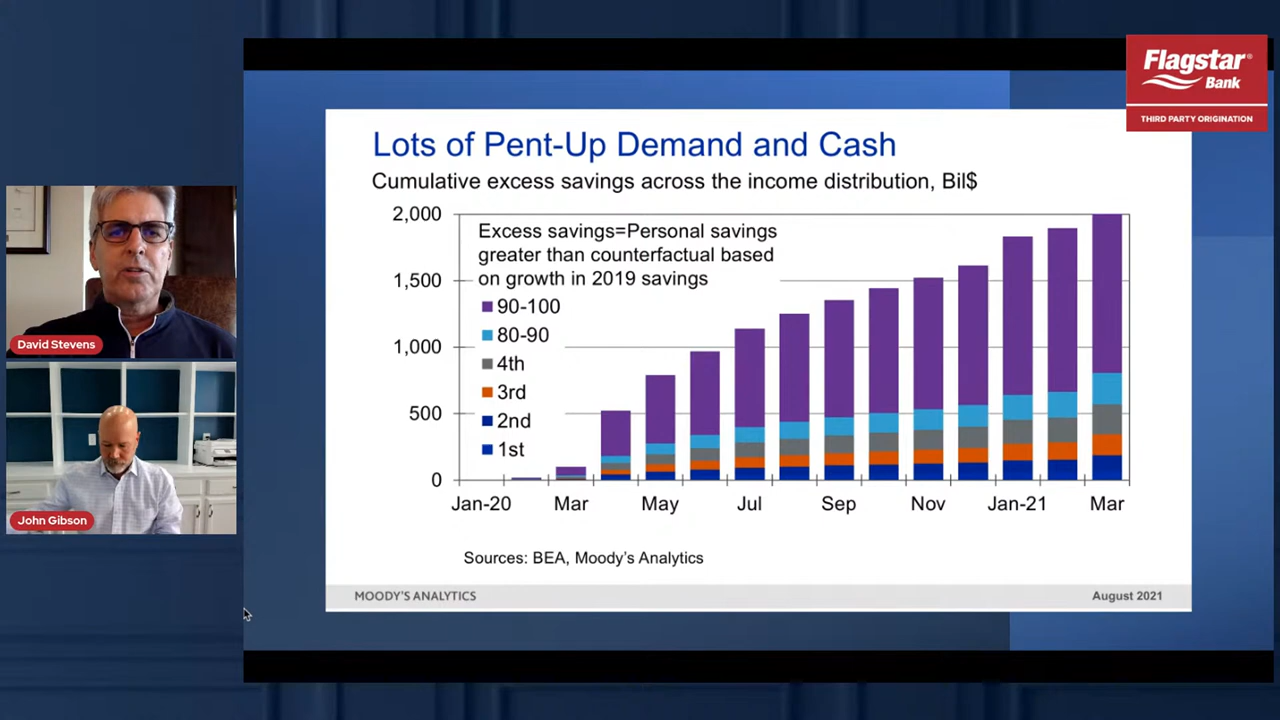 Flagstar®
Bank
THIRD PARTY ORIGINATION
Lots of Pent-Up Demand and Cash
Cumulative excess savings across the income distribution, Bil$
2,000
1,500
1,000
500
0
Excess savings=Personal savings
greater than counterfactual based
on growth in 2019 savings
90-100
80-90
4th
3rd
2nd
1st
Jan-20 Mar May Jul Sep Nov Jan-21 Mar
Sources: BEA, Moody's Analytics
MOODY'S ANALYTICS August 2021
David Stevens
John Gibson